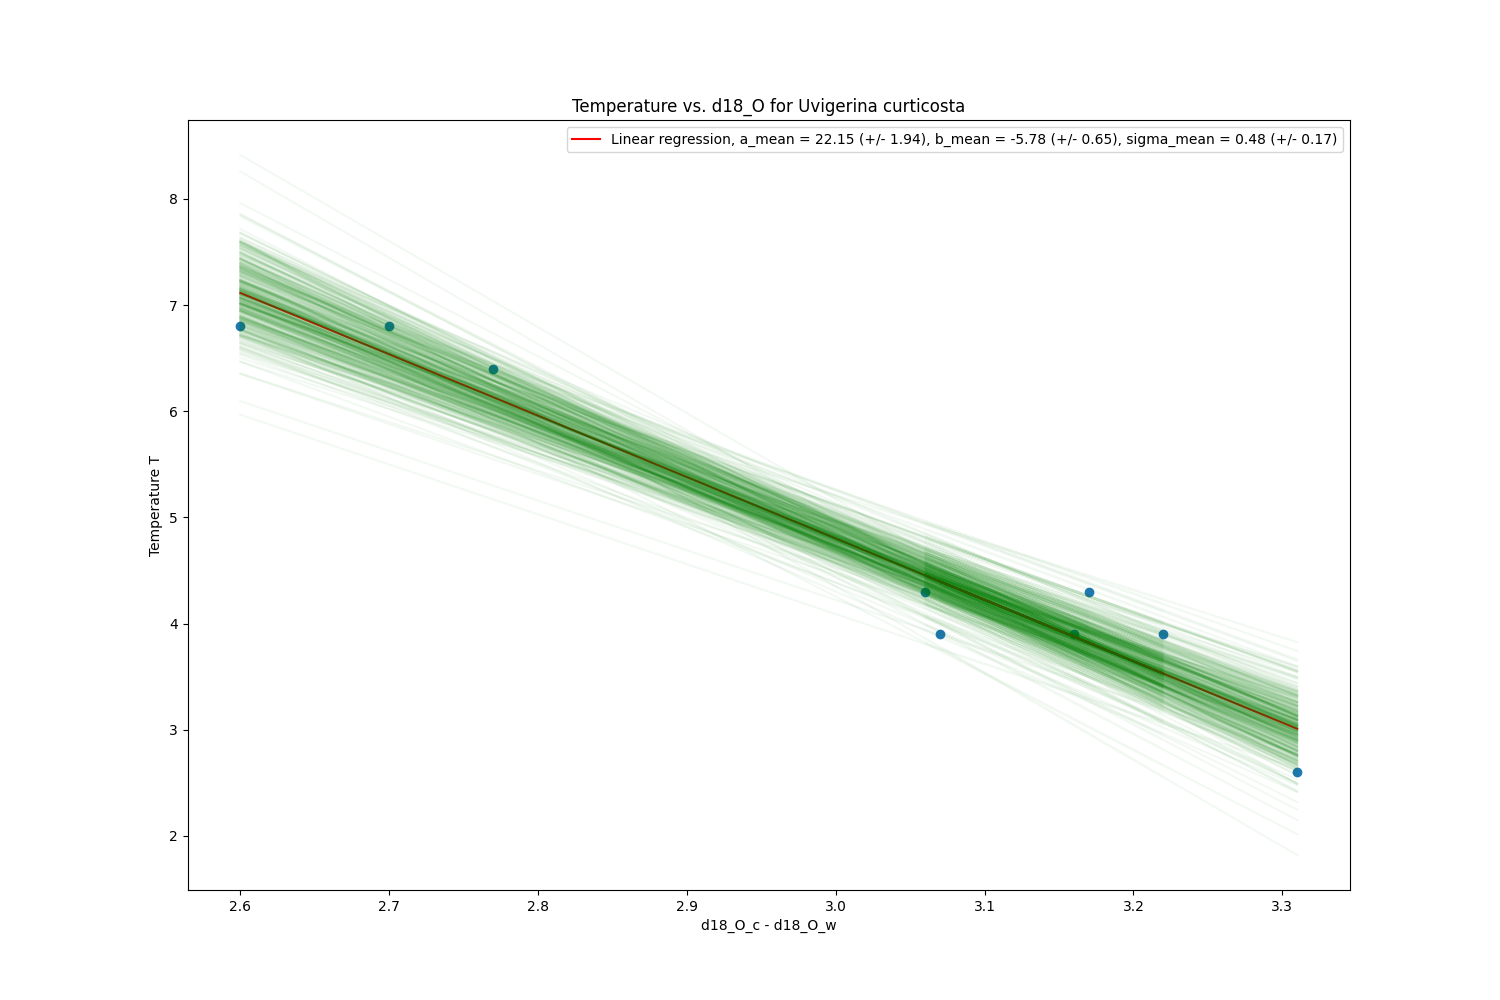 Temperature vs. d18_O for Uvigerina curticosta
Linear regression, a_mean = 22.15 (+/- 1.94), b_mean = -5.78 (+/- 0.65), sigma_mean = 0.48 (+/- 0.17)
8
7
6
5
4
3
2
Temperature T
2.6 2.7 2.8 2.9 3.0 3.1 3.2 3.3
d18_O_c - d18_O_w